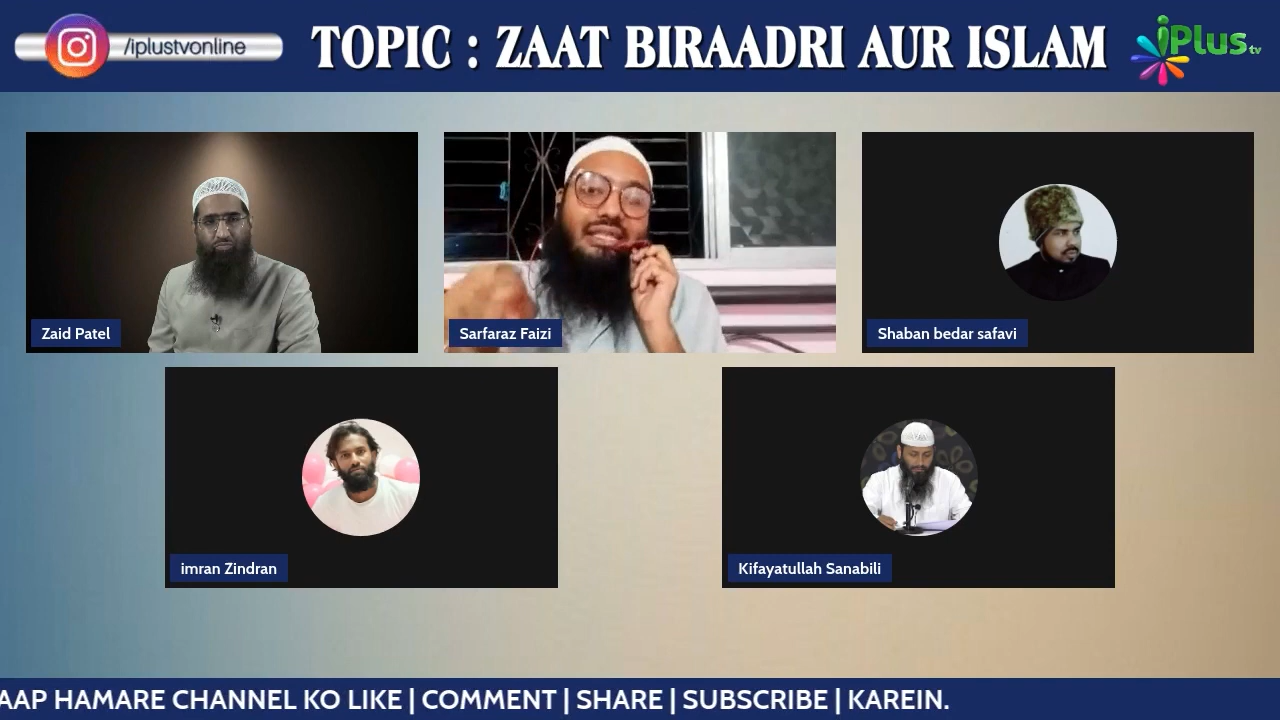 /iplustvonline
TOPIC : ZAAT BIRAADRI AUR ISLAM
iPlus tv
Zaid Patel
Sarfaraz Faizi
Shaban bedar safavi
imran Zindran
Kifayatullah Sanabili
AAP HAMARE CHANNEL KO LIKE | COMMENT | SHARE | SUBSCRIBE | KAREIN.